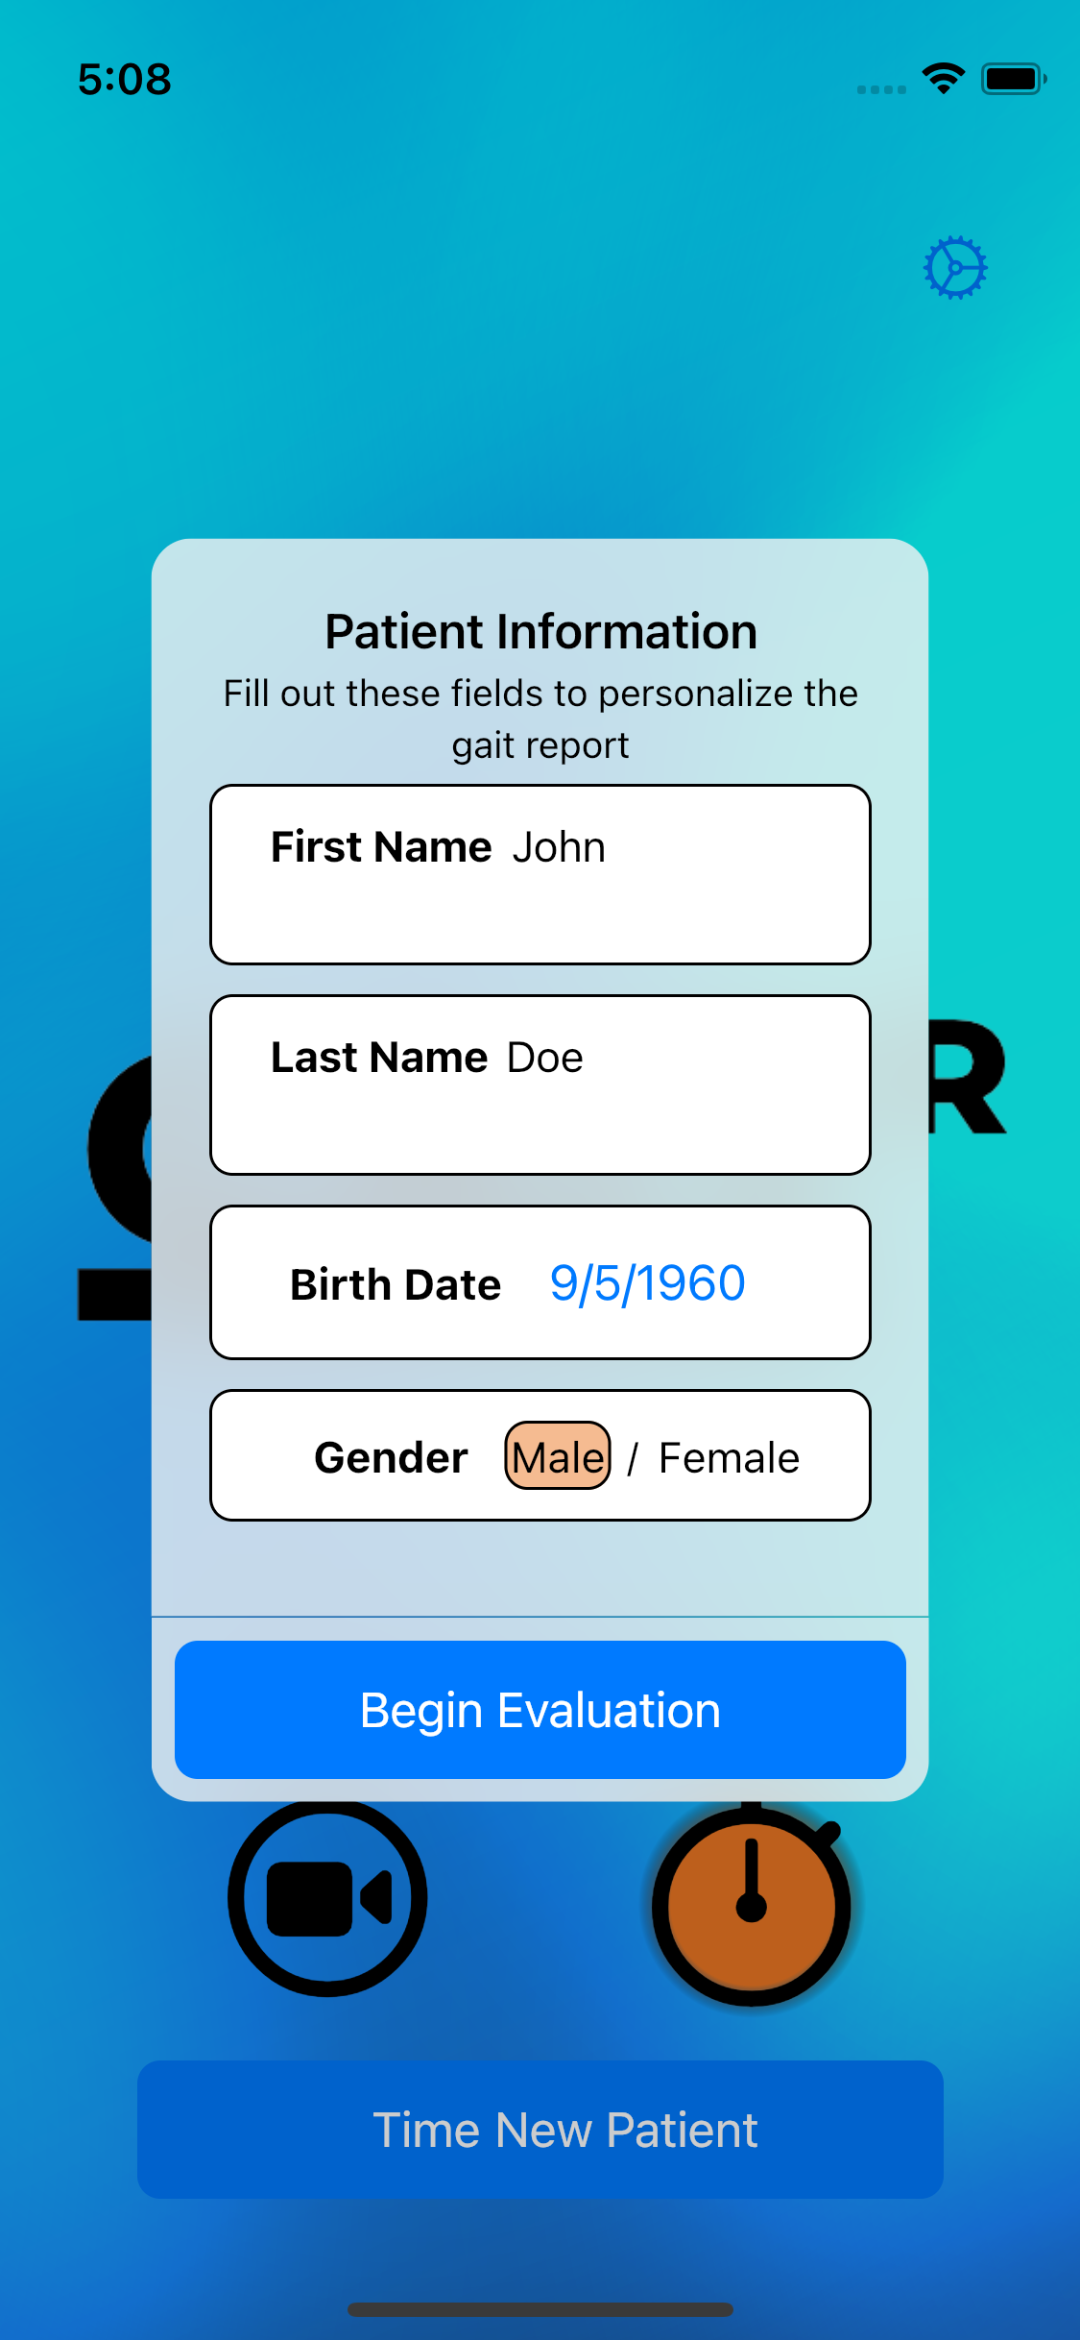 5:08
Patient Information
Fill out these fields to personalize the
gait report
First Name John
Last Name Doe
R
Birth Date 9/5/1960
Gender Male / Female
Begin Evaluation
Time New Patient